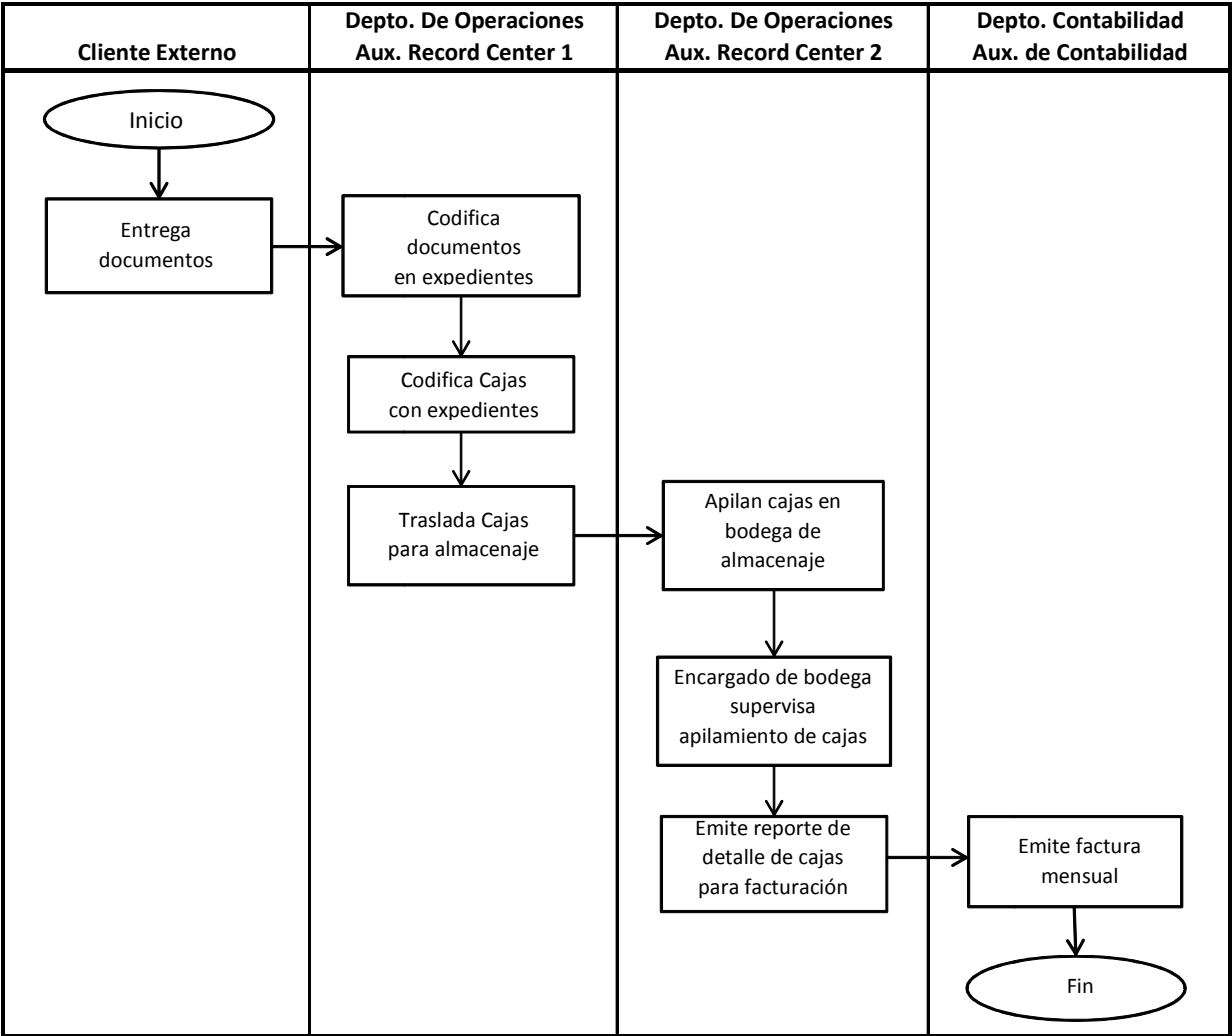 Cliente Externo
Depto. De Operaciones
Aux. Record Center 1
Depto. De Operaciones
Aux. Record Center 2
Depto. Contabilidad
Aux. de Contabilidad
Inicio
Entrega
documentos
Codifica
documentos
en expedientes
Codifica Cajas
con expedientes
Traslada Cajas
para almacenaje
Apilan cajas en
bodega de
almacenaje
Encargado de bodega
supervisa
apilamiento de cajas
Emite reporte de
detalle de cajas
para facturación
Emite factura
mensual
Fin